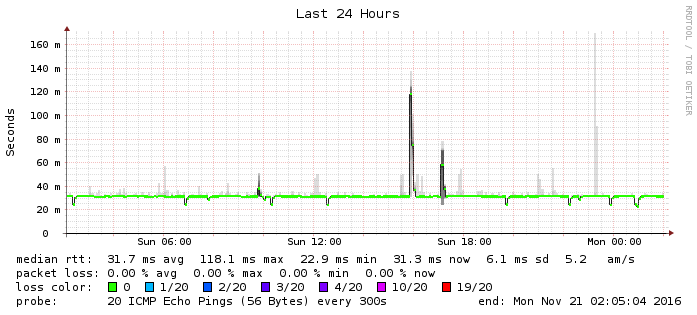 Last 24 Hours
RRDTOOL / TOBI OETIKER
Seconds
160 m
140 m
120 m
100 m
80 m
60 m
40 m
20 m
0
Sun 06:00 Sun 12:00 Sun 18:00 Mon 00:00
median rtt: 31.7 ms avg 118.1 ms max 22.9 ms min 31.3 ms now 6.1 ms sd 5.2 am/s
packet loss: 0.00 % avg 0.00 % max 0.00 % min 0.00 % now
loss color: 0 1/20 2/20 3/20 4/20 10/20 19/20
probe: 20 ICMP Echo Pings (56 Bytes) every 300s end: Mon Nov 21 02:05:04 2016